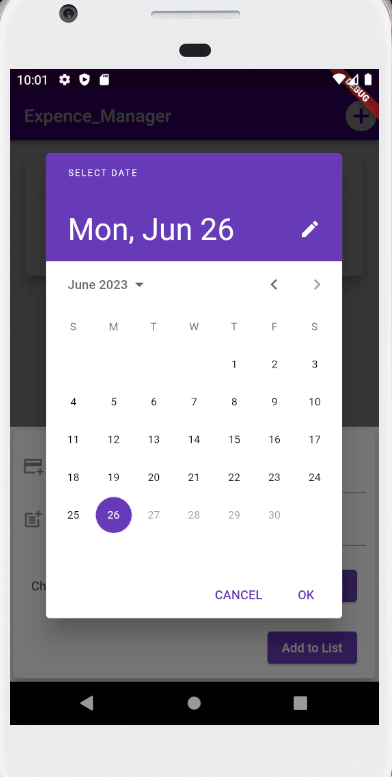 10:01
DEBUG
Expence_Manager
SELECT DATE
Mon, Jun 26
June 2023
S M T W T F S
1 2 3
4 5 6 7 8 9 10
11 12 13 14 15 16 17
18 19 20 21 22 23 24
25 26 27 28 29 30
Ch
CANCEL OK
Add to List